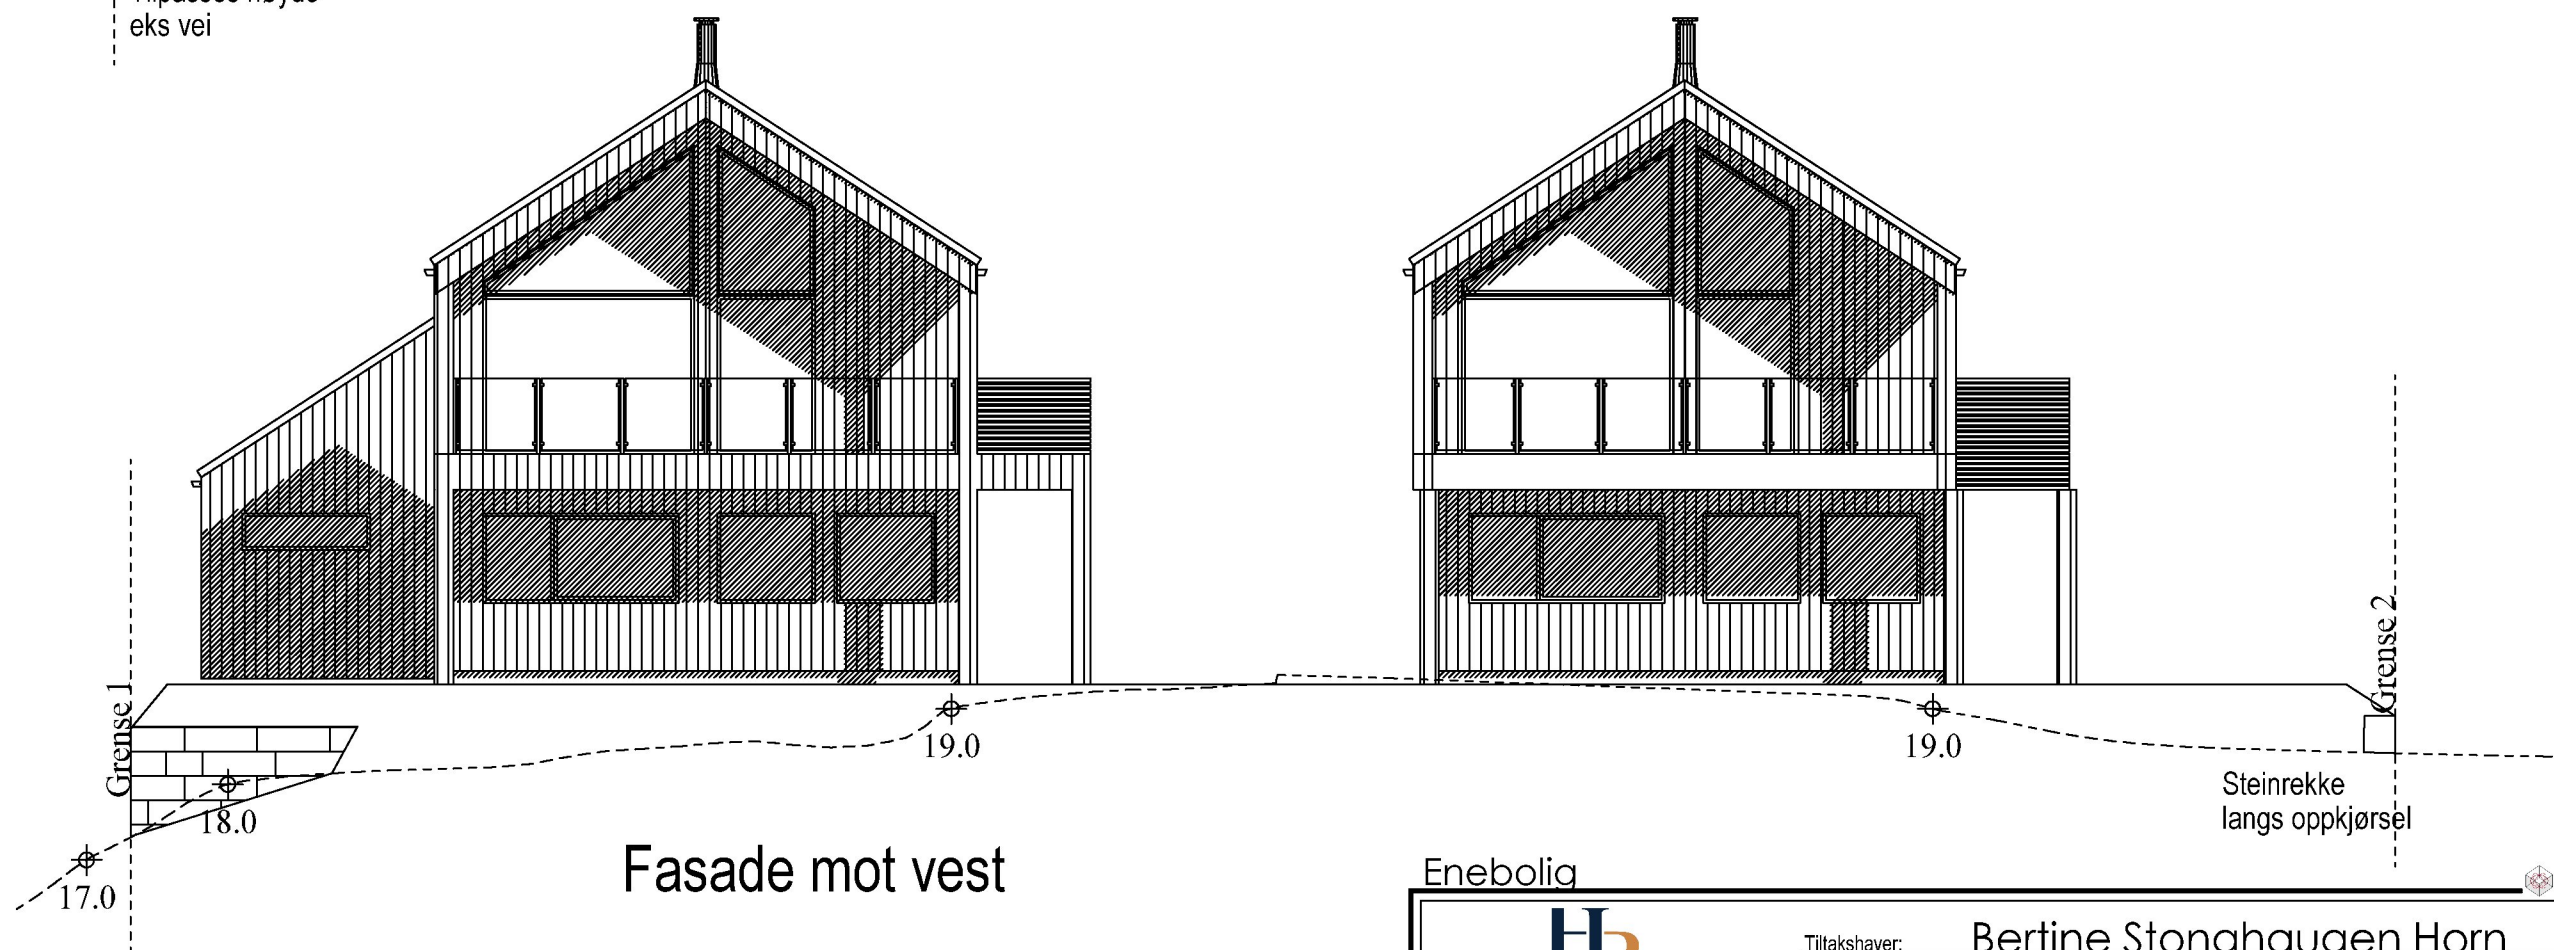 eks vei
Grense 1
Grense 2
19.0
19.0
18.0
17.0
Steinrekke
langs oppkjørsel
Fasade mot vest
Enebolig
Tiltakshaver:
Bertine Stonghaugen Horn